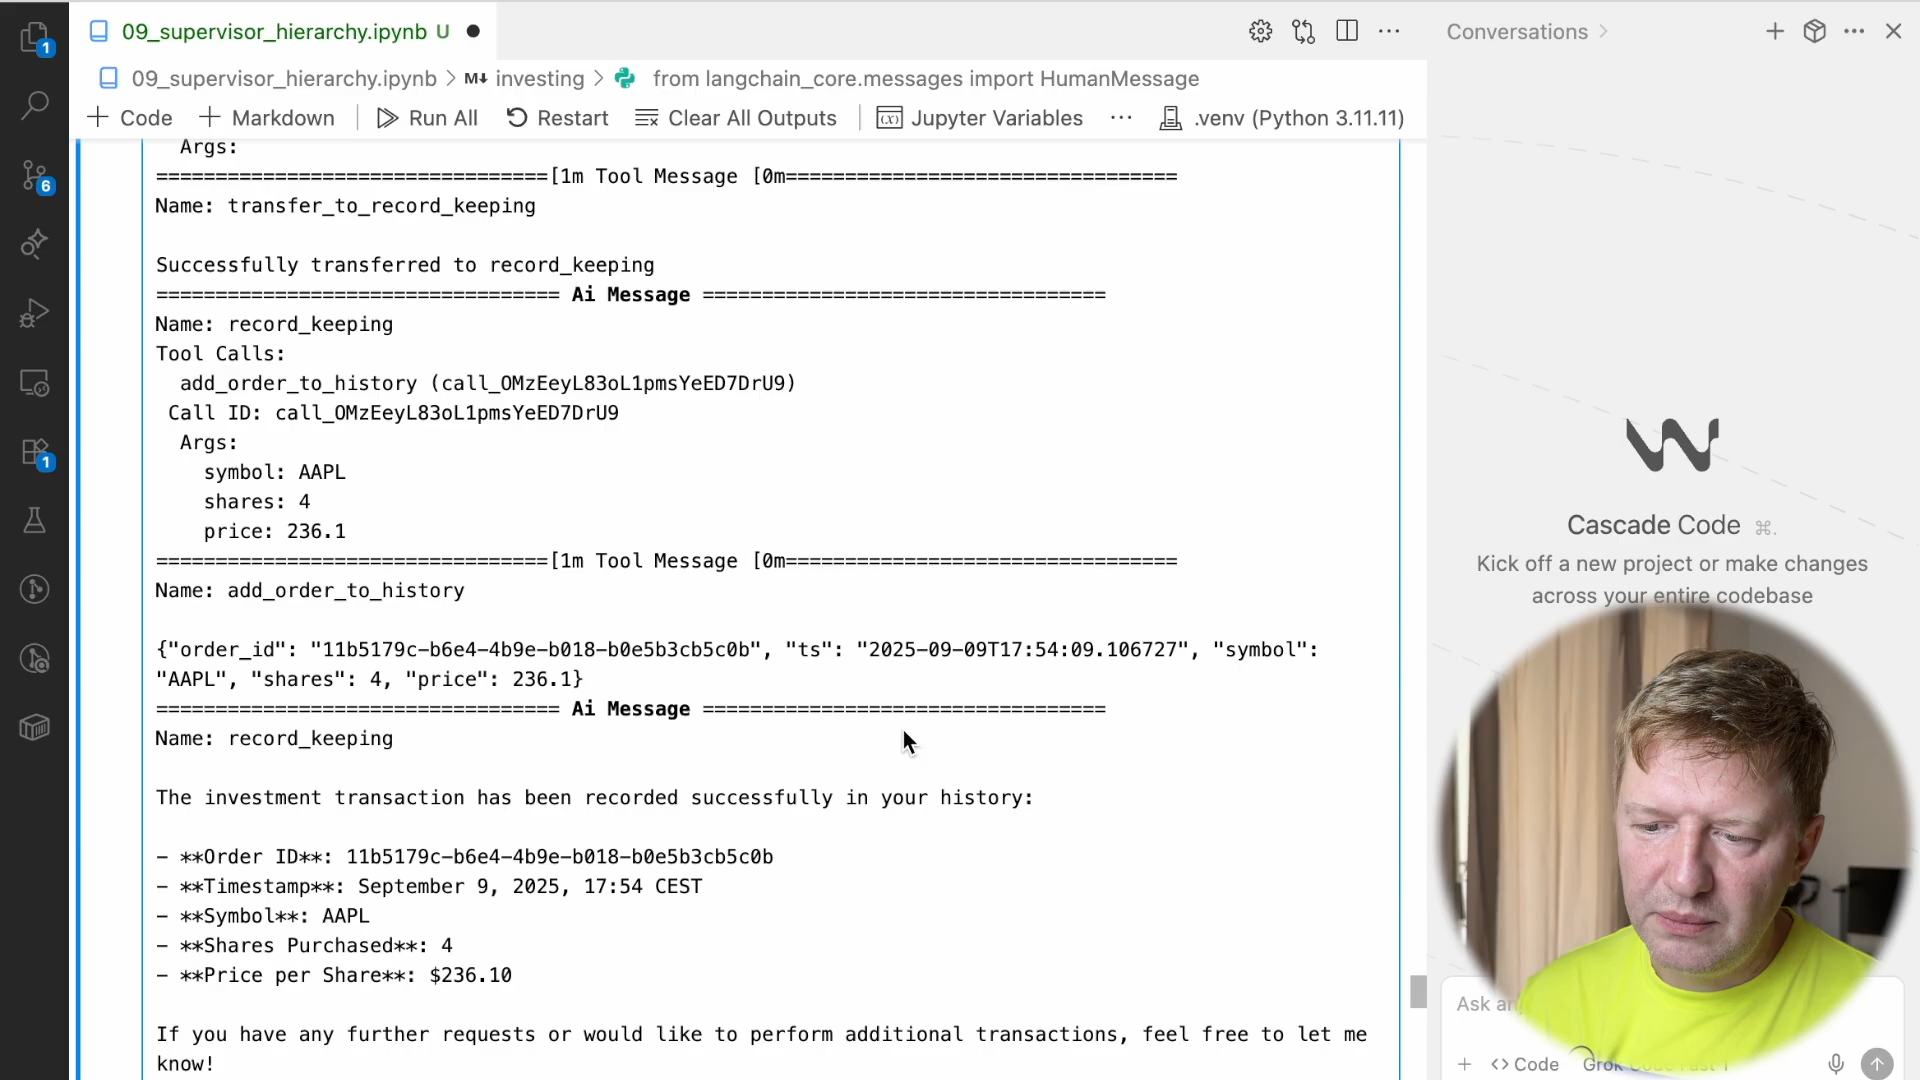 09_supervisor_hierarchy.ipynb U
Conversations
1
09_supervisor_hierarchy.ipynb > M↓ investing > from langchain_core.messages import HumanMessage
+ Code + Markdown Run All Restart Clear All Outputs Jupyter Variables ... .venv (Python 3.11.11)
6
1
Args:
=================================[1m Tool Message [0m=================================
Name: transfer_to_record_keeping
Successfully transferred to record_keeping
================================== Ai Message ==================================
Name: record_keeping
Tool Calls:
add_order_to_history (call_OMzEeyL83oL1pmsYeED7DrU9)
Call ID: call_OMzEeyL83oL1pmsYeED7DrU9
Args:
symbol: AAPL
shares: 4
price: 236.1
=================================[1m Tool Message [0m=================================
Name: add_order_to_history
{"order_id": "11b5179c-b6e4-4b9e-b018-b0e5b3cb5c0b", "ts": "2025-09-09T17:54:09.106727", "symbol":
"AAPL", "shares": 4, "price": 236.1}
================================== Ai Message ==================================
Name: record_keeping
The investment transaction has been recorded successfully in your history:
- **Order ID**: 11b5179c-b6e4-4b9e-b018-b0e5b3cb5c0b
- **Timestamp**: September 9, 2025, 17:54 CEST
- **Symbol**: AAPL
- **Shares Purchased**: 4
- **Price per Share**: $236.10
If you have any further requests or would like to perform additional transactions, feel free to let me
know!
Cascade Code ⌘.
Kick off a new project or make changes
across your entire codebase
Ask
+ <> Code Grok